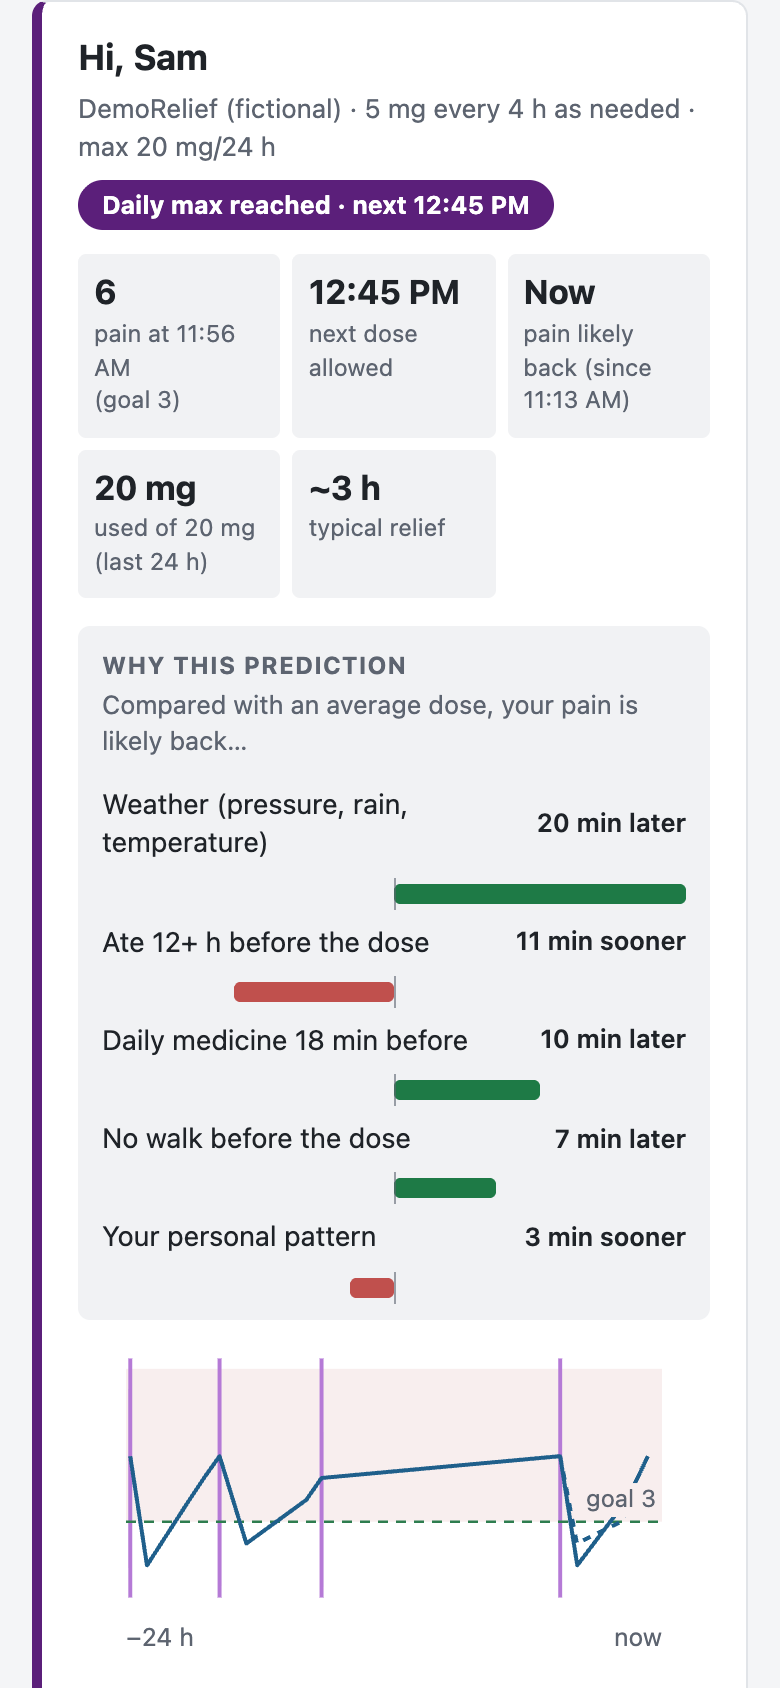 Hi, Sam
DemoRelief (fictional) · 5 mg every 4 h as needed ·
max 20 mg/24 h
Daily max reached · next 12:45 PM
6
pain at 11:56
AM
(goal 3)
12:45 PM
next dose
allowed
Now
pain likely
back (since
11:13 AM)
20 mg
used of 20 mg
(last 24 h)
~3 h
typical relief
WHY THIS PREDICTION
Compared with an average dose, your pain is
likely back...
Weather (pressure, rain,
temperature)
20 min later
Ate 12+ h before the dose
11 min sooner
Daily medicine 18 min before
10 min later
No walk before the dose
7 min later
Your personal pattern
3 min sooner
goal 3
−24 h
now